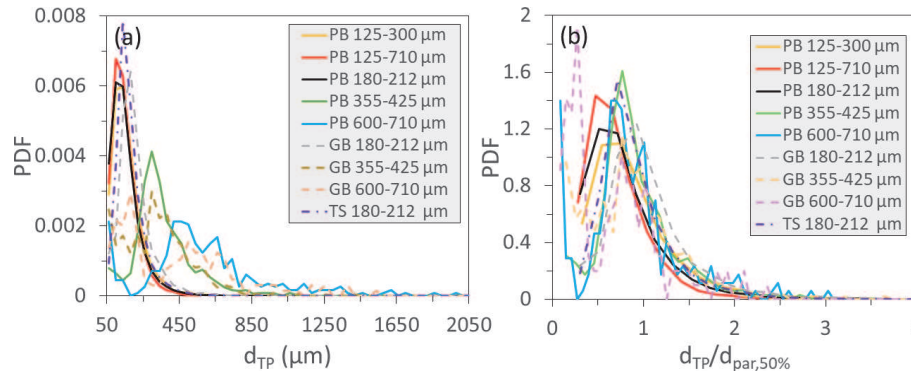 (a)
0.008
0.006
0.004
0.002
0
PDF
PB 125-300 µm
PB 125-710 µm
PB 180-212 µm
PB 355-425 µm
PB 600-710 µm
GB 180-212 µm
GB 355-425 µm
GB 600-710 µm
TS 180-212 µm
50 450 850 1250 1650 2050
d_TP (µm)
(b)
2
1.6
1.2
0.8
0.4
0
PDF
PB 125-300 µm
PB 125-710 µm
PB 180-212 µm
PB 355-425 µm
PB 600-710 µm
GB 180-212 µm
GB 355-425 µm
GB 600-710 µm
TS 180-212 µm
0 1 2 3
d_TP/d_par,50%